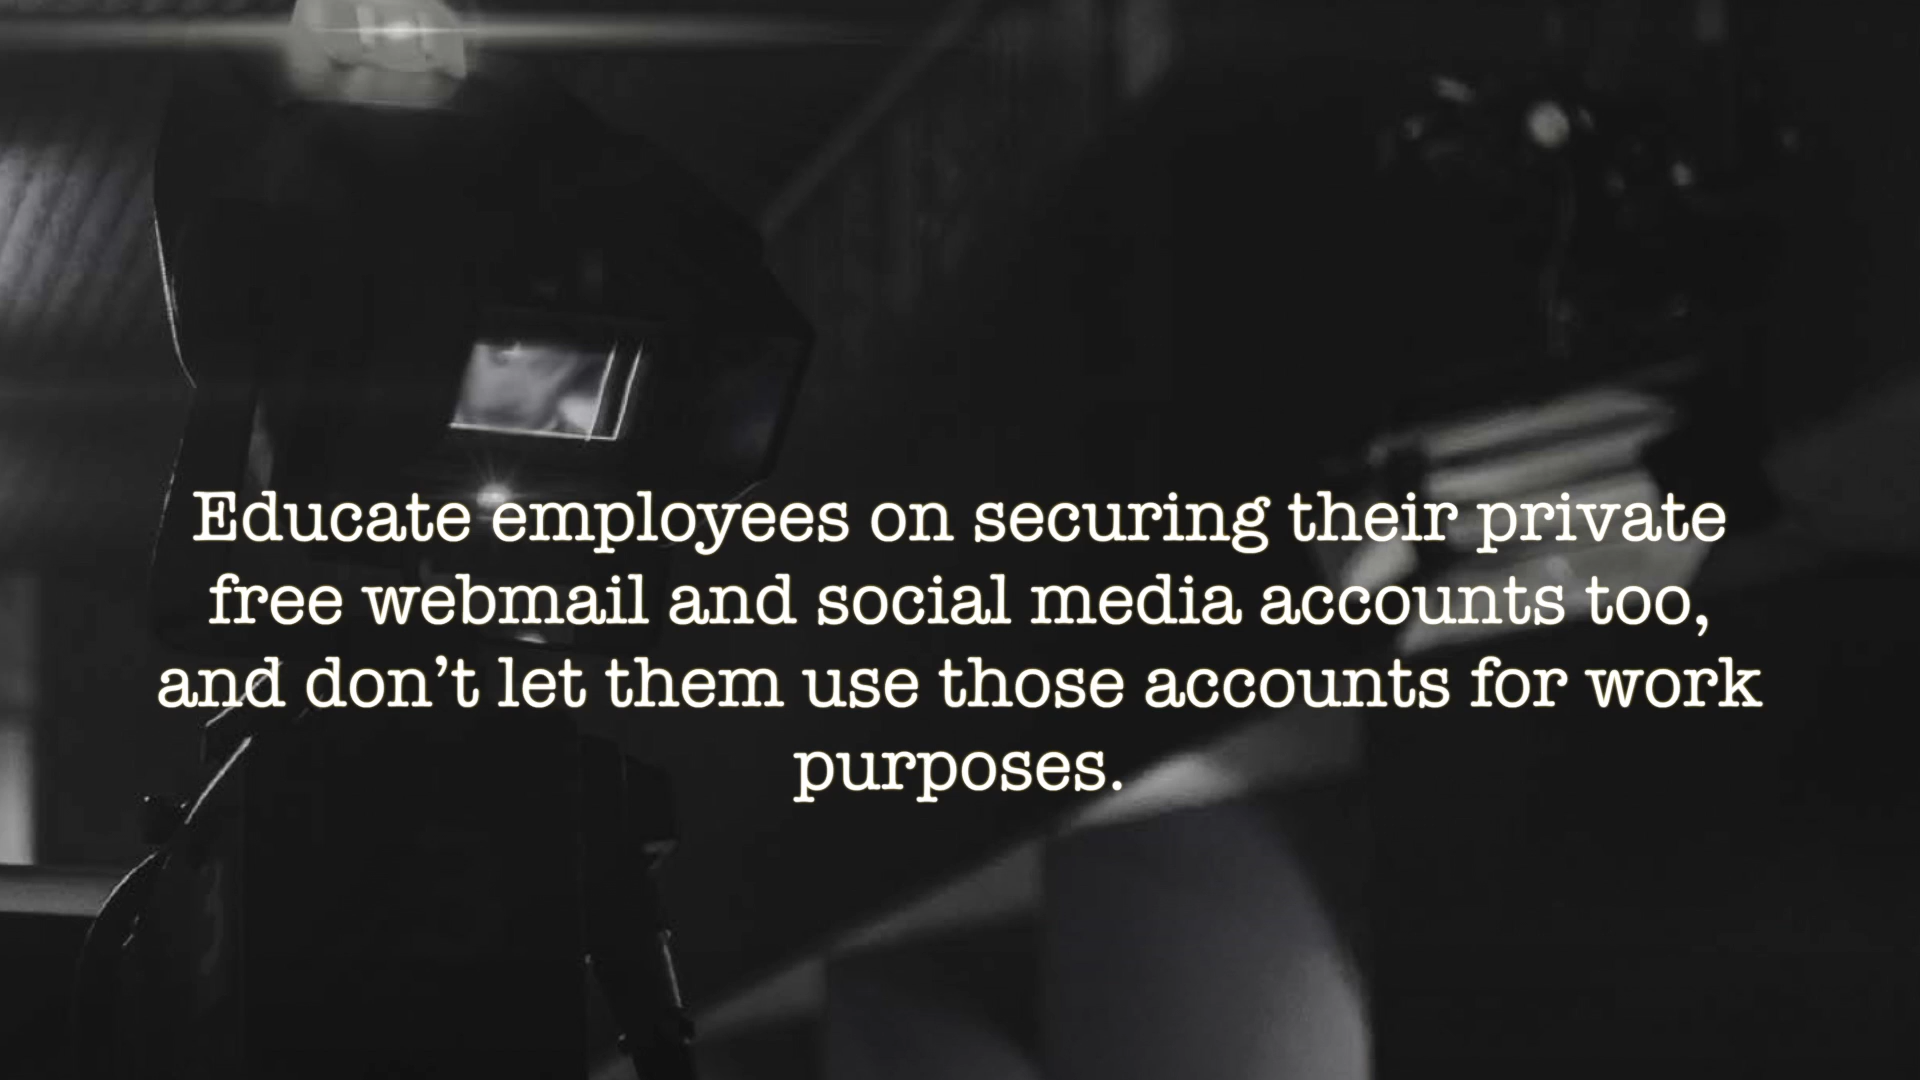 Educate employees on securing their private
free webmail and social media accounts too,
and don’t let them use those accounts for work
purposes.